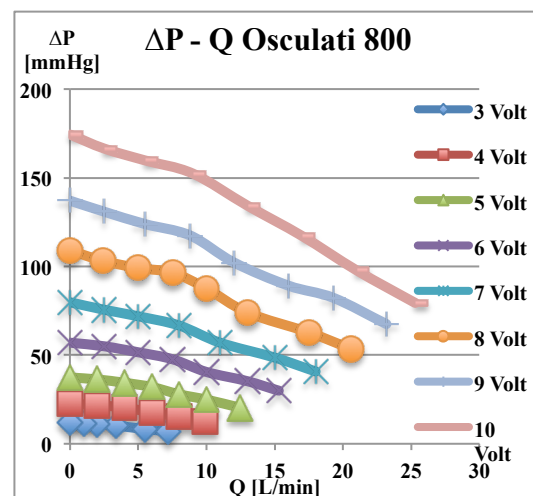 ΔP
[mmHg]
ΔP - Q Osculati 800
200
150
100
50
0
0
5
10
15
20
25
30
Q [L/min]
3 Volt
4 Volt
5 Volt
6 Volt
7 Volt
8 Volt
9 Volt
10
Volt